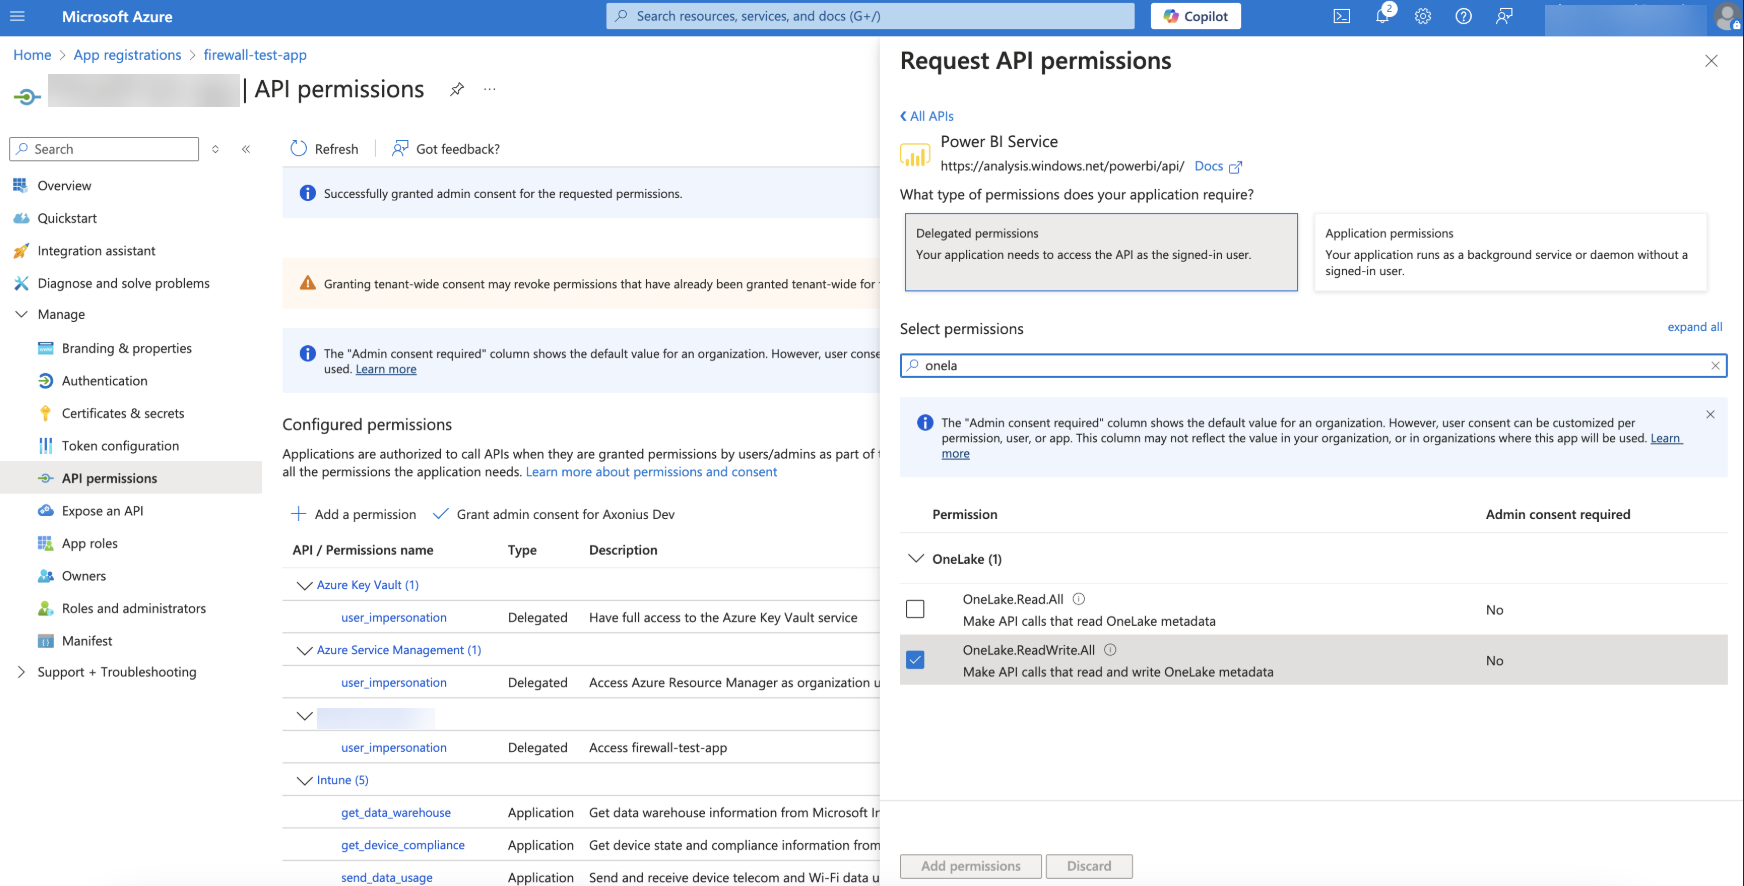 Microsoft Azure
Search resources, services, and docs (G+/)
Copilot
2
Home > App registrations > firewall-test-app
| API permissions
Search
Overview
Quickstart
Integration assistant
Diagnose and solve problems
Manage
Branding & properties
Authentication
Certificates & secrets
Token configuration
API permissions
Expose an API
App roles
Owners
Roles and administrators
Manifest
Support + Troubleshooting
Refresh
Got feedback?
Successfully granted admin consent for the requested permissions.
Granting tenant-wide consent may revoke permissions that have already been granted tenant-wide for
The "Admin consent required" column shows the default value for an organization. However, user conse
used. Learn more
Configured permissions
Applications are authorized to call APIs when they are granted permissions by users/admins as part of
all the permissions the application needs. Learn more about permissions and consent
Add a permission
Grant admin consent for Axonius Dev
API / Permissions name Type Description
Azure Key Vault (1)
user_impersonation Delegated Have full access to the Azure Key Vault service
Azure Service Management (1)
user_impersonation Delegated Access Azure Resource Manager as organization u
user_impersonation Delegated Access firewall-test-app
Intune (5)
get_data_warehouse Application Get data warehouse information from Microsoft In
get_device_compliance Application Get device state and compliance information from
send_data_usage Application Send and receive device telecom and Wi-Fi data u
Request API permissions
All APIs
Power BI Service
https://analysis.windows.net/powerbi/api/ Docs
What type of permissions does your application require?
Delegated permissions
Your application needs to access the API as the signed-in user.
Application permissions
Your application runs as a background service or daemon without a
signed-in user.
Select permissions
expand all
onela
The "Admin consent required" column shows the default value for an organization. However, user consent can be customized per
permission, user, or app. This column may not reflect the value in your organization, or in organizations where this app will be used. Learn
more
Permission Admin consent required
OneLake (1)
OneLake.Read.All
Make API calls that read OneLake metadata
No
OneLake.ReadWrite.All
Make API calls that read and write OneLake metadata
No
Add permissions
Discard